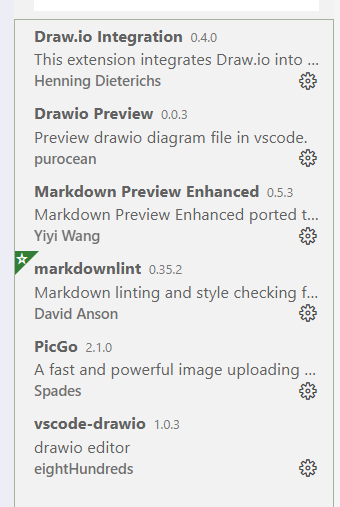 Draw.io Integration 0.4.0
This extension integrates Draw.io into ...
Henning Dieterichs
Drawio Preview 0.0.3
Preview drawio diagram file in vscode.
purocean
Markdown Preview Enhanced 0.5.3
Markdown Preview Enhanced ported t...
Yiyi Wang
markdownlint 0.35.2
Markdown linting and style checking f...
David Anson
PicGo 2.1.0
A fast and powerful image uploading ...
Spades
vscode-drawio 1.0.3
drawio editor
eightHundreds